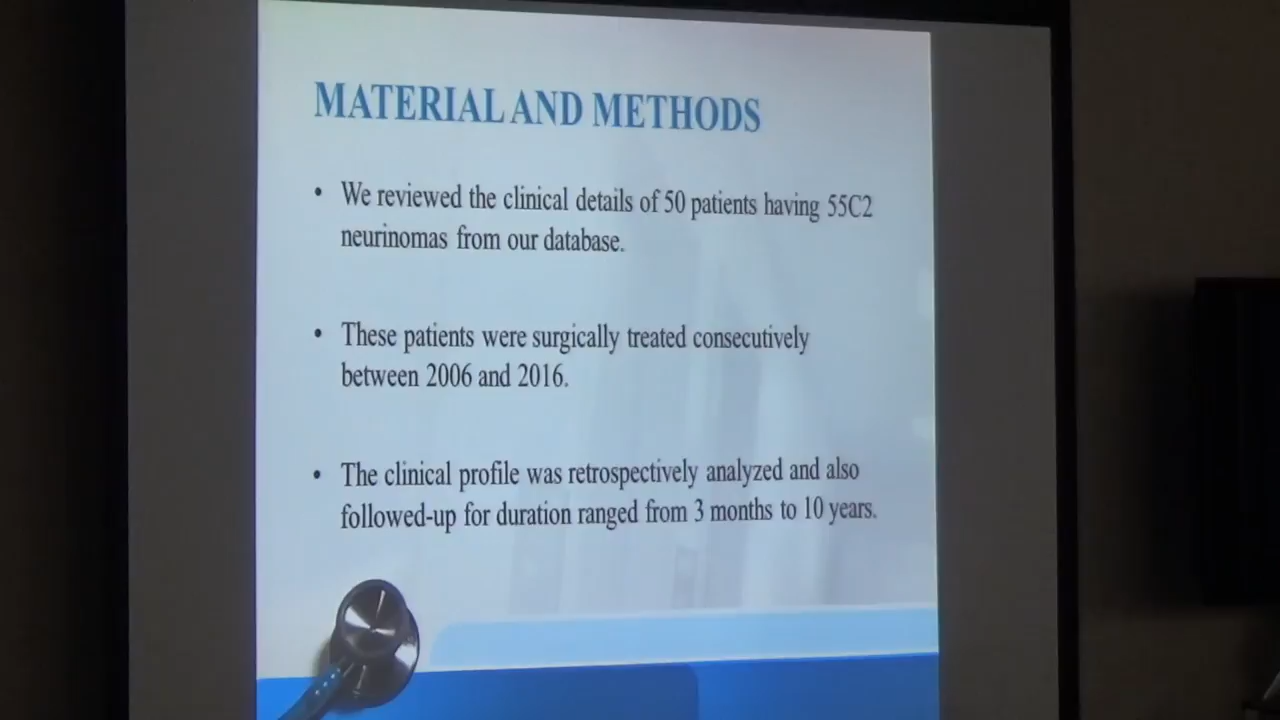 MATERIAL AND METHODS
• We reviewed the clinical details of 50 patients having 55C2
neurinomas from our database.
• These patients were surgically treated consecutively
between 2006 and 2016.
• The clinical profile was retrospectively analyzed and also
followed-up for duration ranged from 3 months to 10 years.